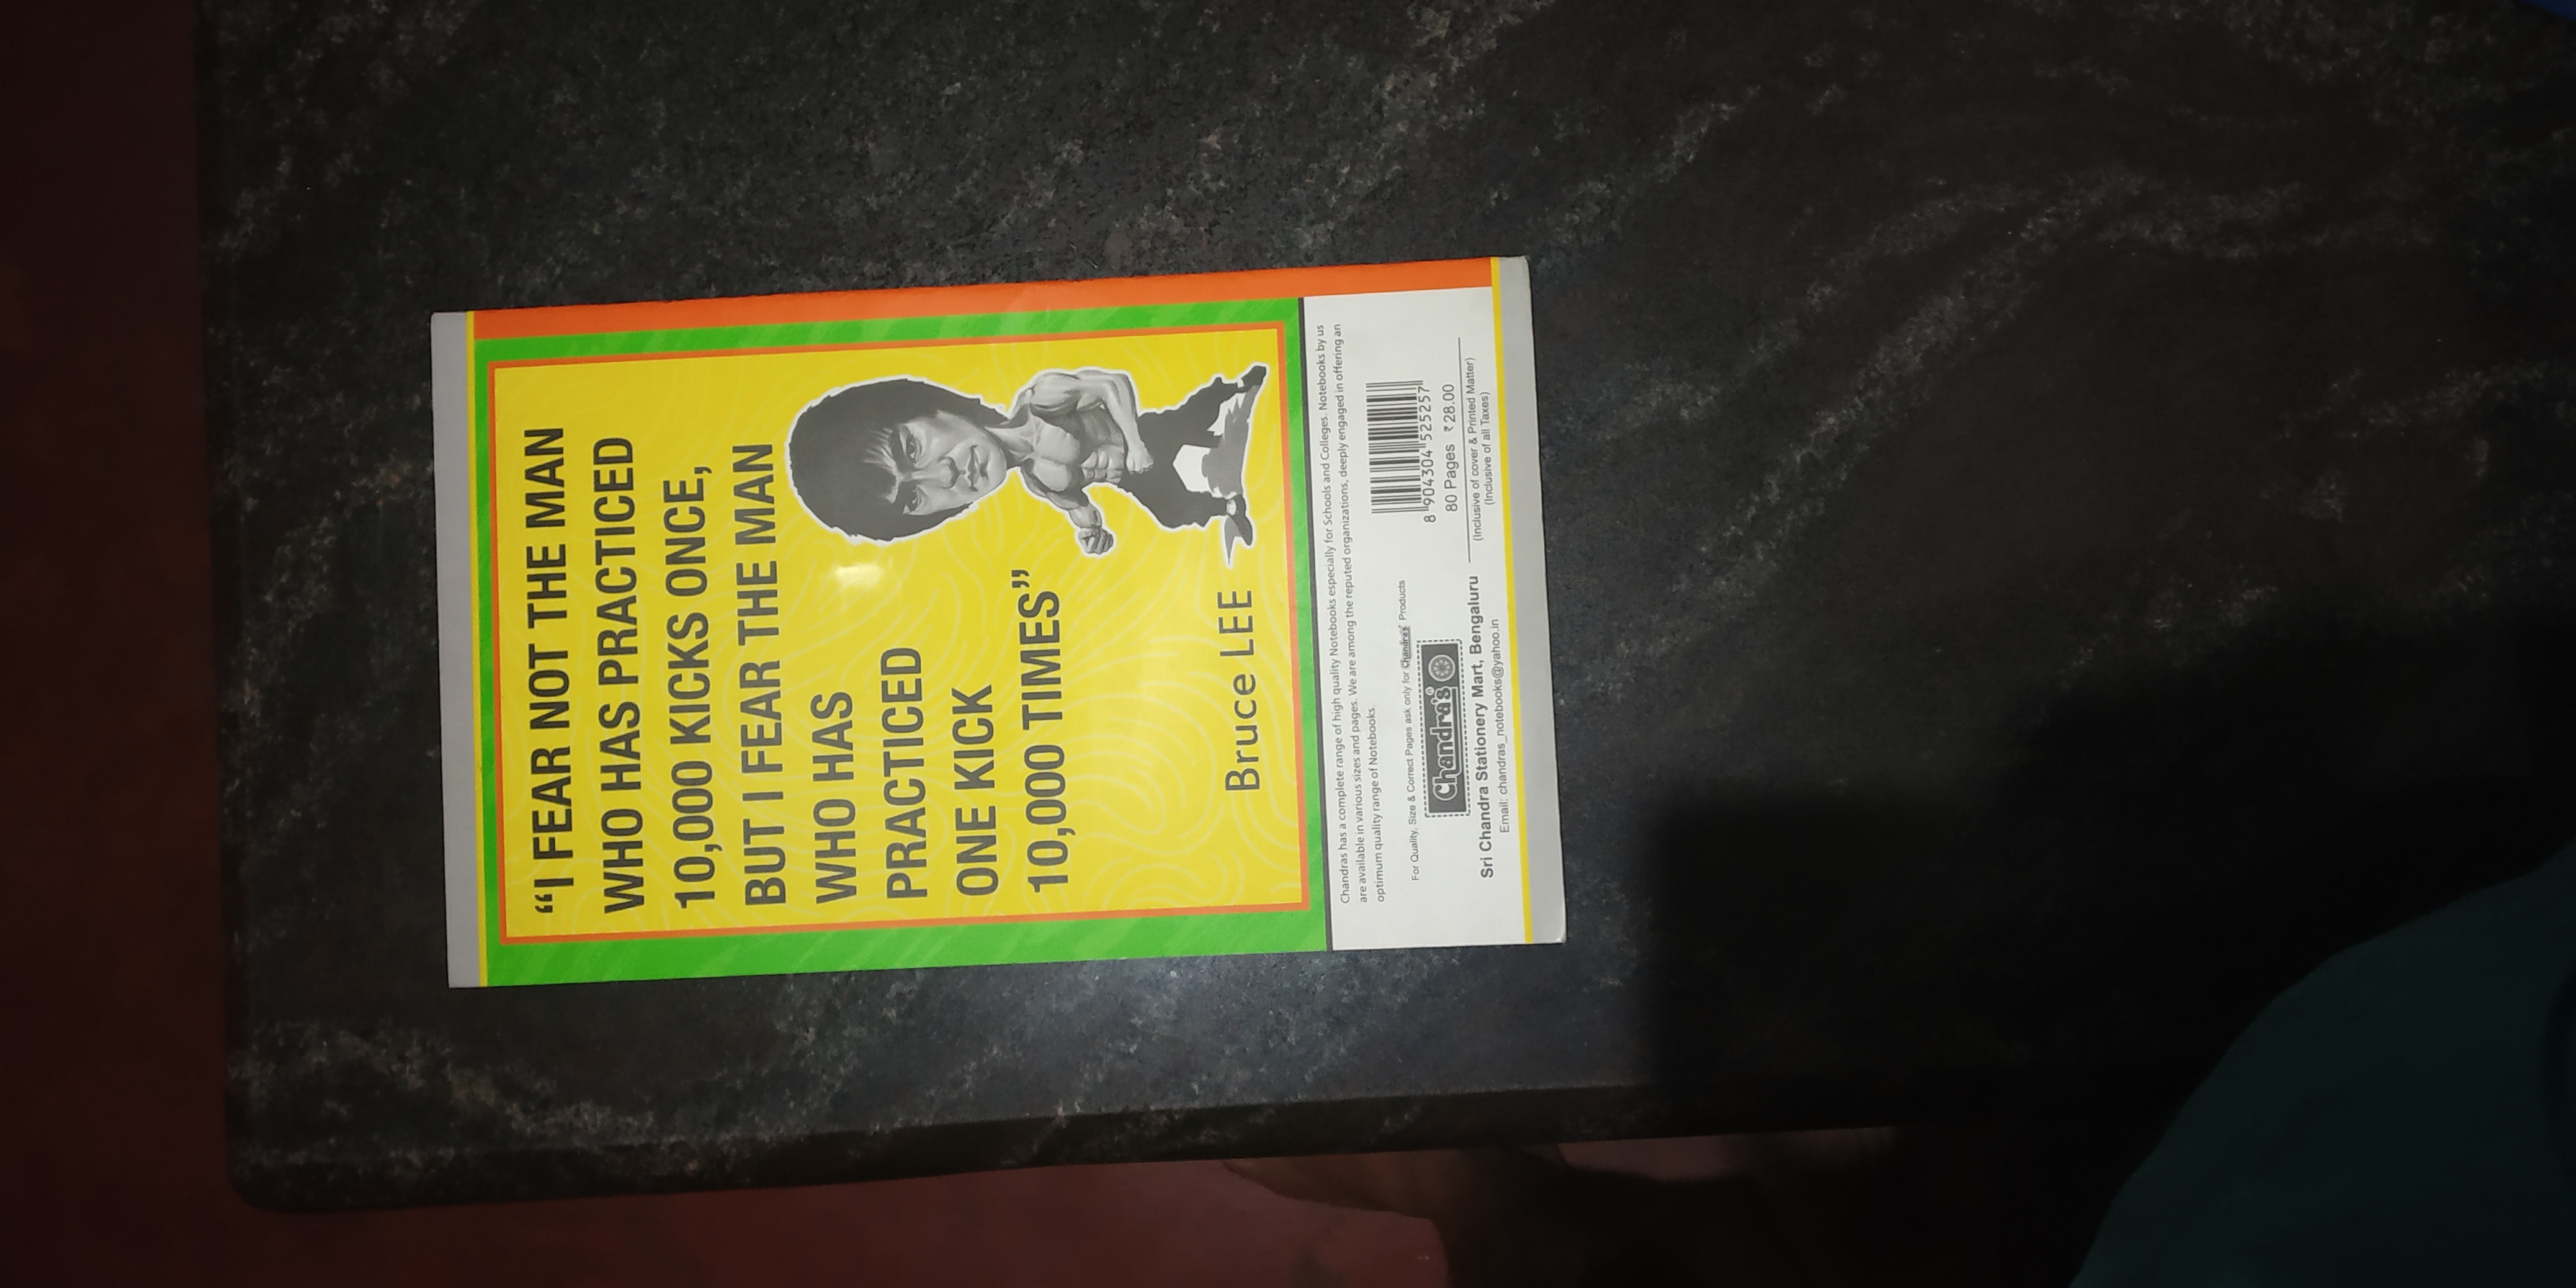 “I FEAR NOT THE MAN
WHO HAS PRACTICED
10,000 KICKS ONCE,
BUT I FEAR THE MAN
WHO HAS
PRACTICED
ONE KICK
10,000 TIMES”
Bruce LEE
Chandras has a complete range of high quality Notebooks especially for Schools and Colleges. Notebooks by us
are available in various sizes and pages. We are among the reputed organizations, deeply engaged in offering an
optimum quality range of Notebooks.
For Quality, Size & Correct Pages ask only for Chandras® Products
Chandra's®
Sri Chandra Stationery Mart, Bengaluru
Email: chandras_notebooks@yahoo.in
8 904304 525257
80 Pages ₹ 28.00
(Inclusive of cover & Printed Matter)
(Inclusive of all Taxes)